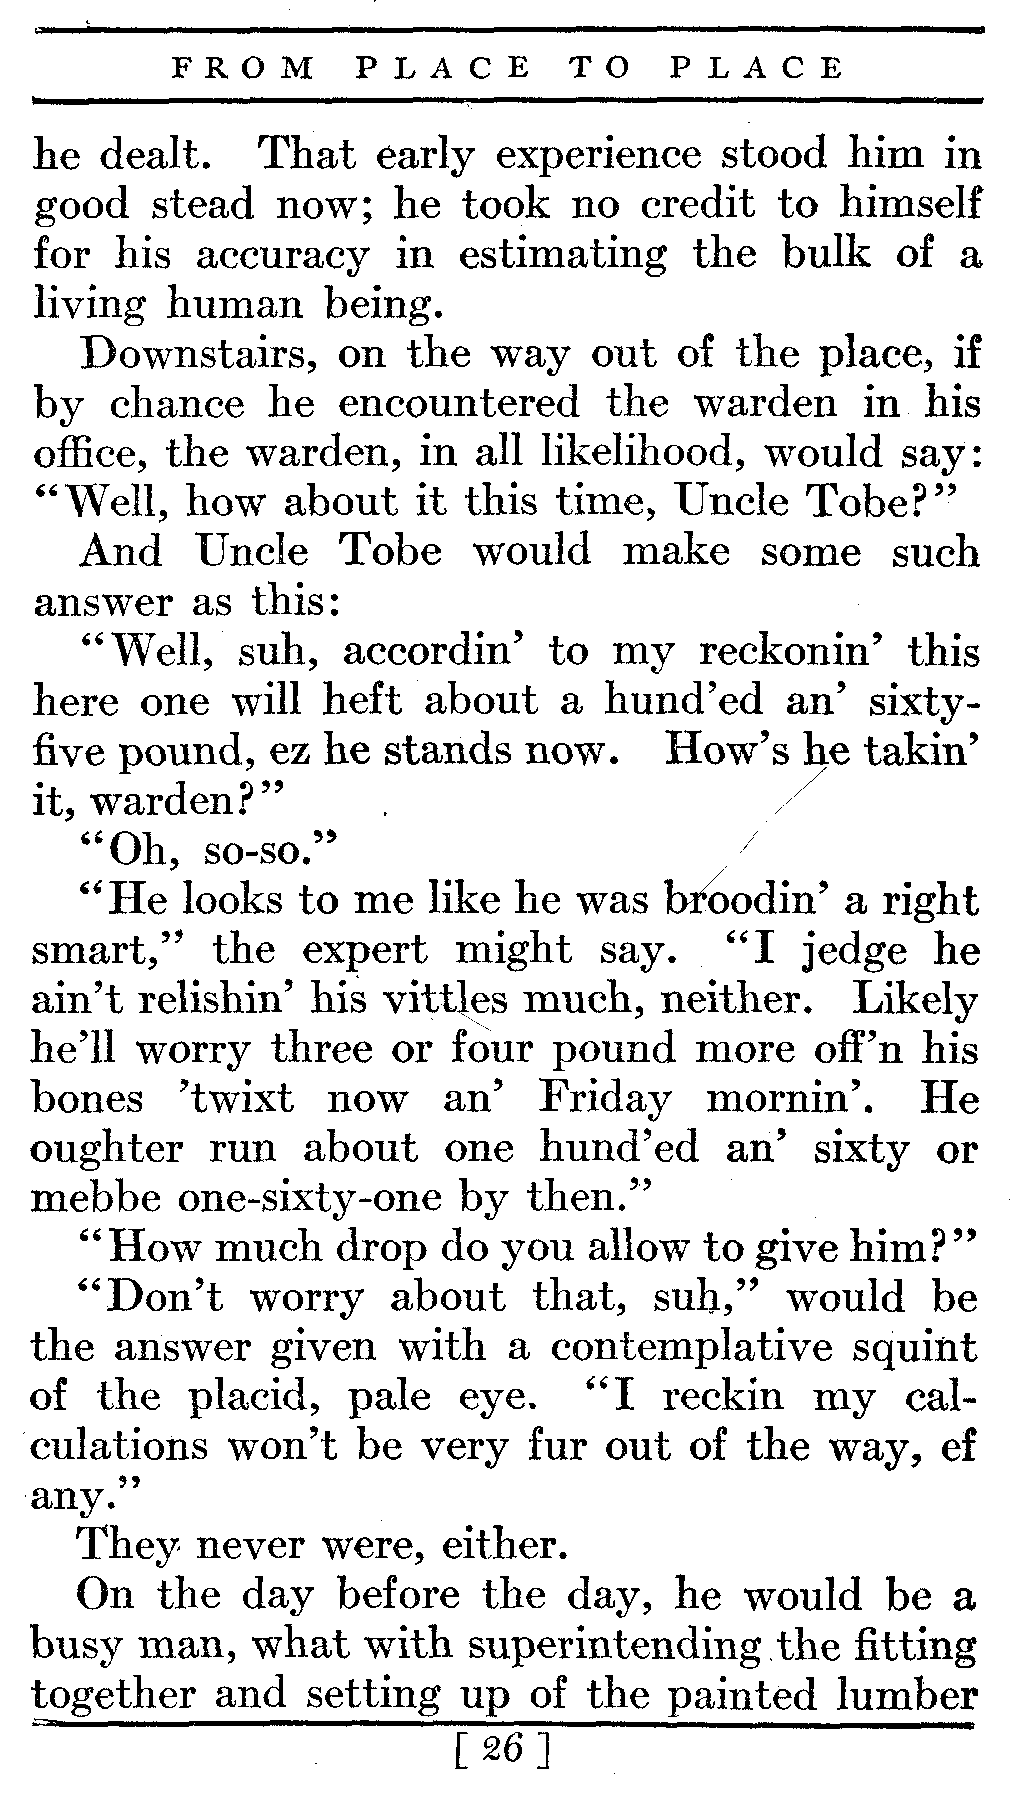 FROM PLACE TO PLACE
he dealt. That early experience stood him in
good stead now; he took no credit to himself
for his accuracy in estimating the bulk of a
living human being.
Downstairs, on the way out of the place, if
by chance he encountered the warden in his
office, the warden, in all likelihood, would say:
“Well, how about it this time, Uncle Tobe?”
And Uncle Tobe would make some such
answer as this:
“Well, suh, accordin’ to my reckonin’ this
here one will heft about a hund’ed an’ sixty-
five pound, ez he stands now. How’s he takin’
it, warden?”
“Oh, so-so.”
“He looks to me like he was broodin’ a right
smart,” the expert might say. “I jedge he
ain’t relishin’ his vittles much, neither. Likely
he’ll worry three or four pound more off’n his
bones ’twixt now an’ Friday mornin’. He
oughter run about one hund’ed an’ sixty or
mebbe one-sixty-one by then.”
“How much drop do you allow to give him?”
“Don’t worry about that, suh,” would be
the answer given with a contemplative squint
of the placid, pale eye. “I reckin my cal-
culations won’t be very fur out of the way, ef
any.”
They never were, either.
On the day before the day, he would be a
busy man, what with superintending the fitting
together and setting up of the painted lumber
[ 26 ]